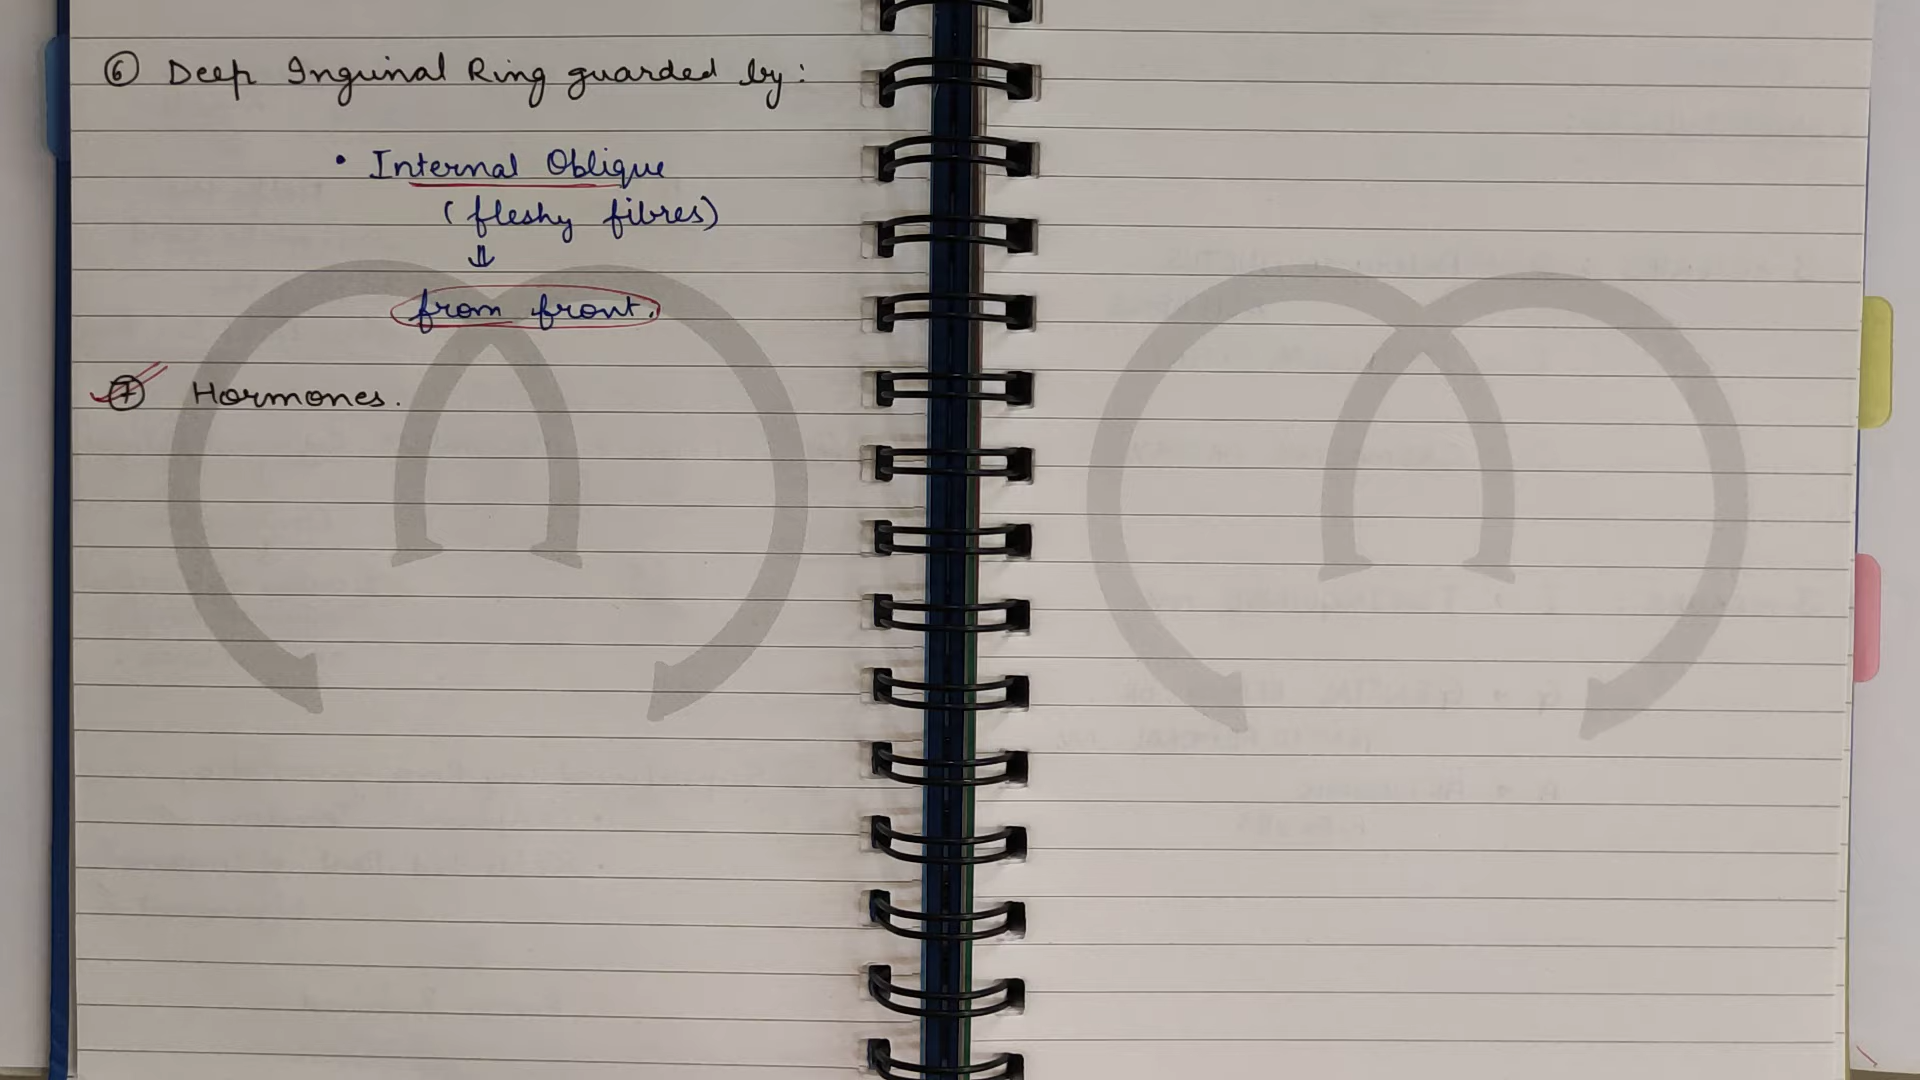 ⑥ Deep Inguinal Ring guarded by:
• Internal Oblique
(fleshy fibres)
⇓
from front.
⑦ Hormones.